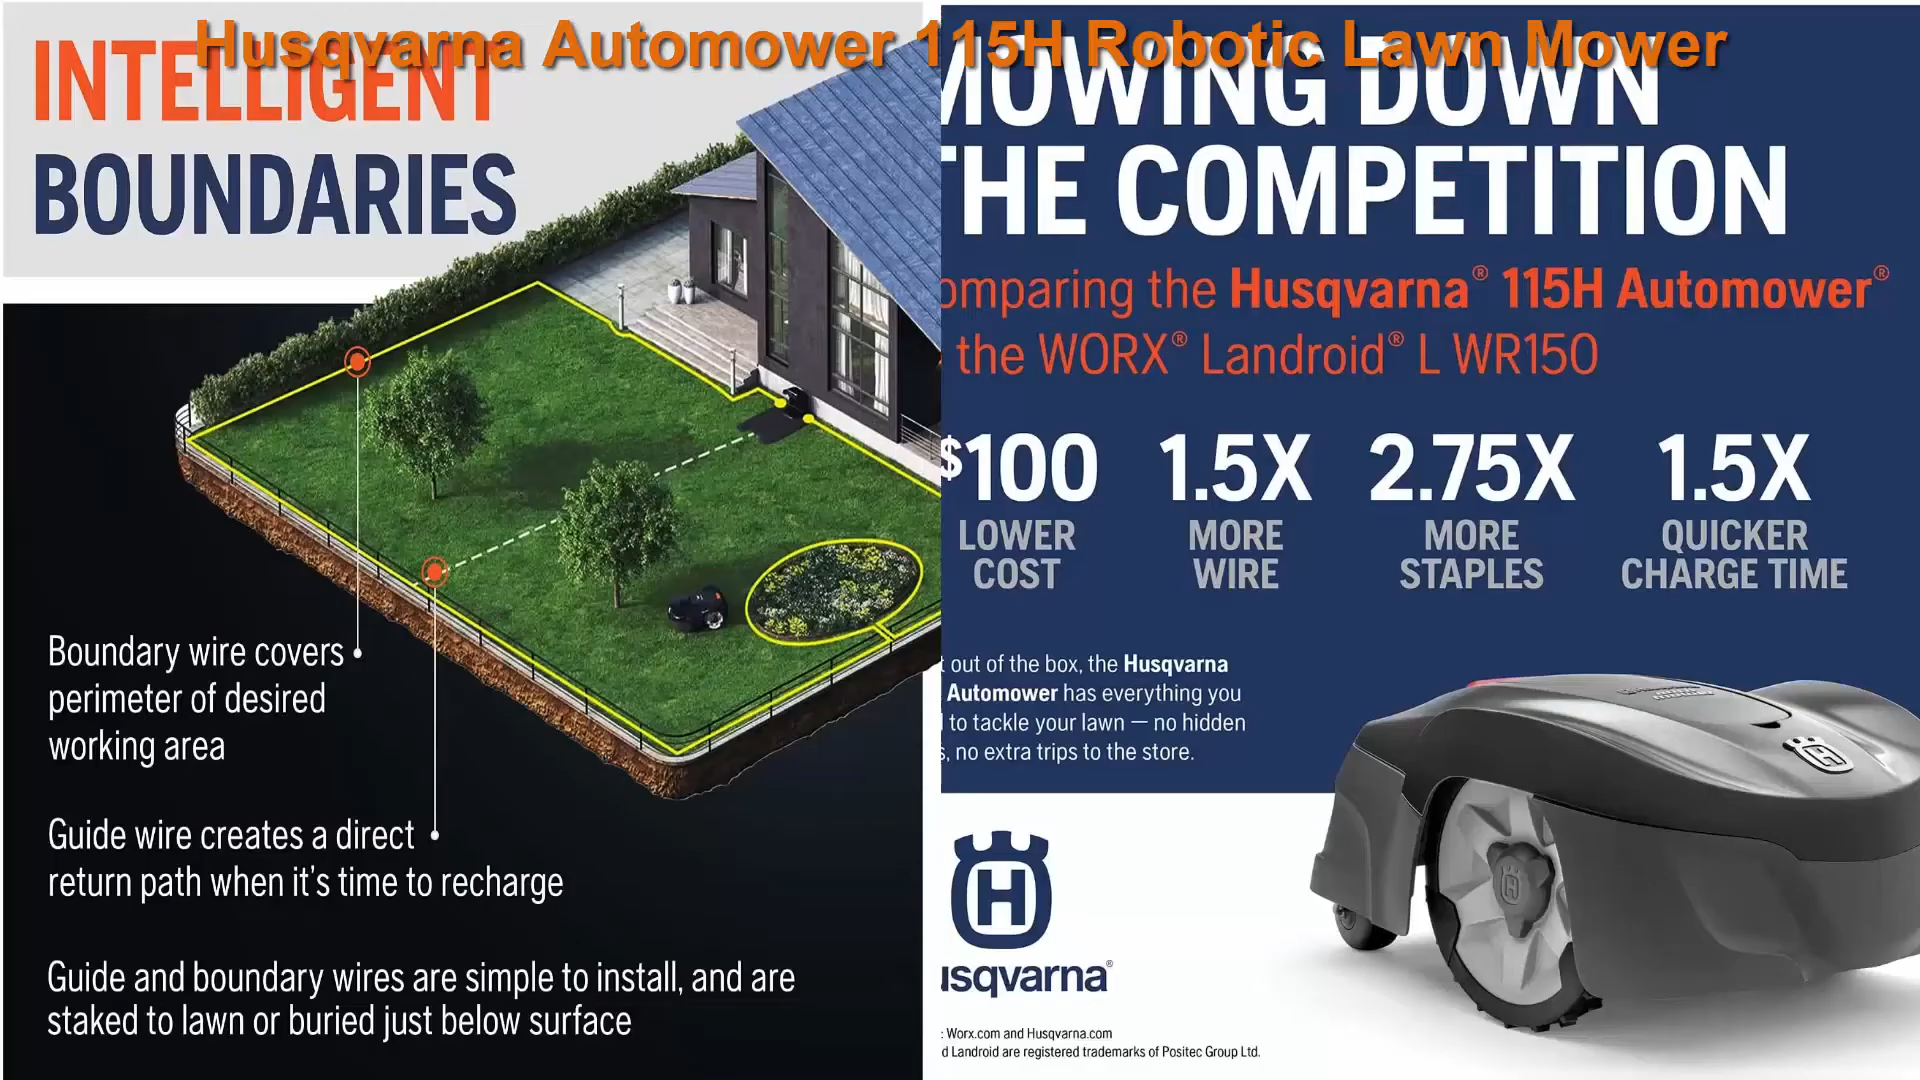 Husqvarna Automower 115H Robotic Lawn Mower
INTELLIGENT
BOUNDARIES
Boundary wire covers
perimeter of desired
working area
Guide wire creates a direct
return path when it's time to recharge
Guide and boundary wires are simple to install, and are
staked to lawn or buried just below surface
MOWING DOWN
THE COMPETITION
omparing the Husqvarna® 115H Automower®
the WORX® Landroid® L WR150
$100
LOWER
COST
1.5X
MORE
WIRE
2.75X
MORE
STAPLES
1.5X
QUICKER
CHARGE TIME
t out of the box, the Husqvarna
Automower has everything you
to tackle your lawn — no hidden
s, no extra trips to the store.
H
usqvarna®
: Worx.com and Husqvarna.com
d Landroid are registered trademarks of Positec Group Ltd.